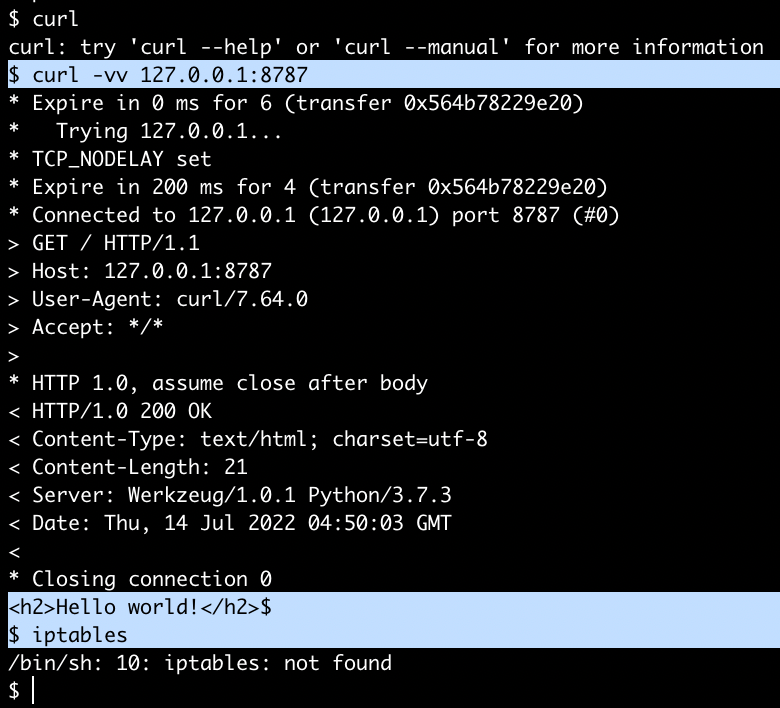 $ curl
curl: try 'curl --help' or 'curl --manual' for more information
$ curl -vv 127.0.0.1:8787
* Expire in 0 ms for 6 (transfer 0x564b78229e20)
*   Trying 127.0.0.1...
* TCP_NODELAY set
* Expire in 200 ms for 4 (transfer 0x564b78229e20)
* Connected to 127.0.0.1 (127.0.0.1) port 8787 (#0)
> GET / HTTP/1.1
> Host: 127.0.0.1:8787
> User-Agent: curl/7.64.0
> Accept: */*
>
* HTTP 1.0, assume close after body
< HTTP/1.0 200 OK
< Content-Type: text/html; charset=utf-8
< Content-Length: 21
< Server: Werkzeug/1.0.1 Python/3.7.3
< Date: Thu, 14 Jul 2022 04:50:03 GMT
<
* Closing connection 0
<h2>Hello world!</h2>$
$ iptables
/bin/sh: 10: iptables: not found
$